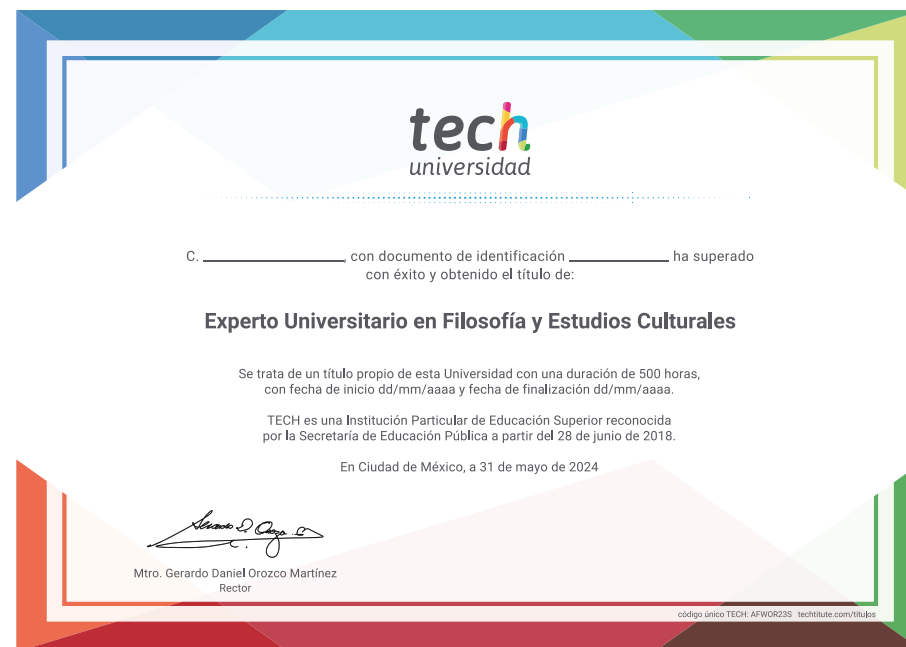 tech
universidad
C. ____________, con documento de identificación ____________ ha superado
con éxito y obtenido el título de:
Experto Universitario en Filosofía y Estudios Culturales
Se trata de un título propio de esta Universidad con una duración de 500 horas,
con fecha de inicio dd/mm/aaaa y fecha de finalización dd/mm/aaaa.
TECH es una Institución Particular de Educación Superior reconocida
por la Secretaría de Educación Pública a partir del 28 de junio de 2018.
En Ciudad de México, a 31 de mayo de 2024
Mtro. Gerardo Daniel Orozco Martínez
Rector
código único TECH: AFWOR23S techtitute.com/titulos